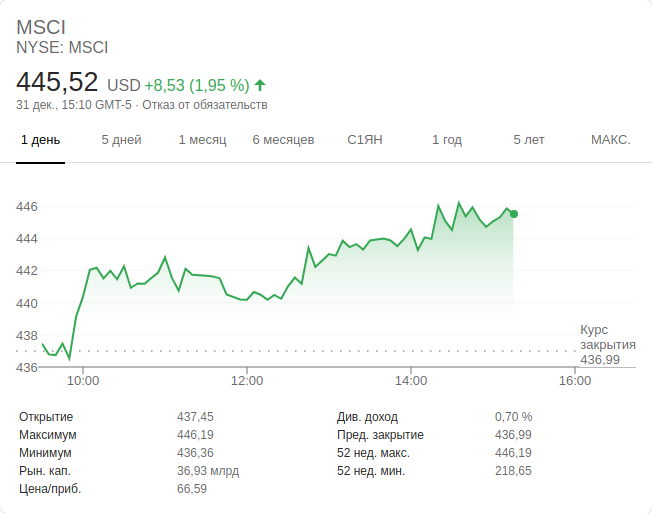 MSCI
NYSE: MSCI
445,52 USD +8,53 (1,95 %)
31 дек., 15:10 GMT-5 · Отказ от обязательств
1 день 5 дней 1 месяц 6 месяцев С1ЯН 1 год 5 лет МАКС.
446
444
442
440
438
436
Курс
закрытия
436,99
10:00 12:00 14:00 16:00
Открытие 437,45 Див. доход 0,70 %
Максимум 446,19 Пред. закрытие 436,99
Минимум 436,36 52 нед. макс. 446,19
Рын. кап. 36,93 млрд 52 нед. мин. 218,65
Цена/приб. 66,59